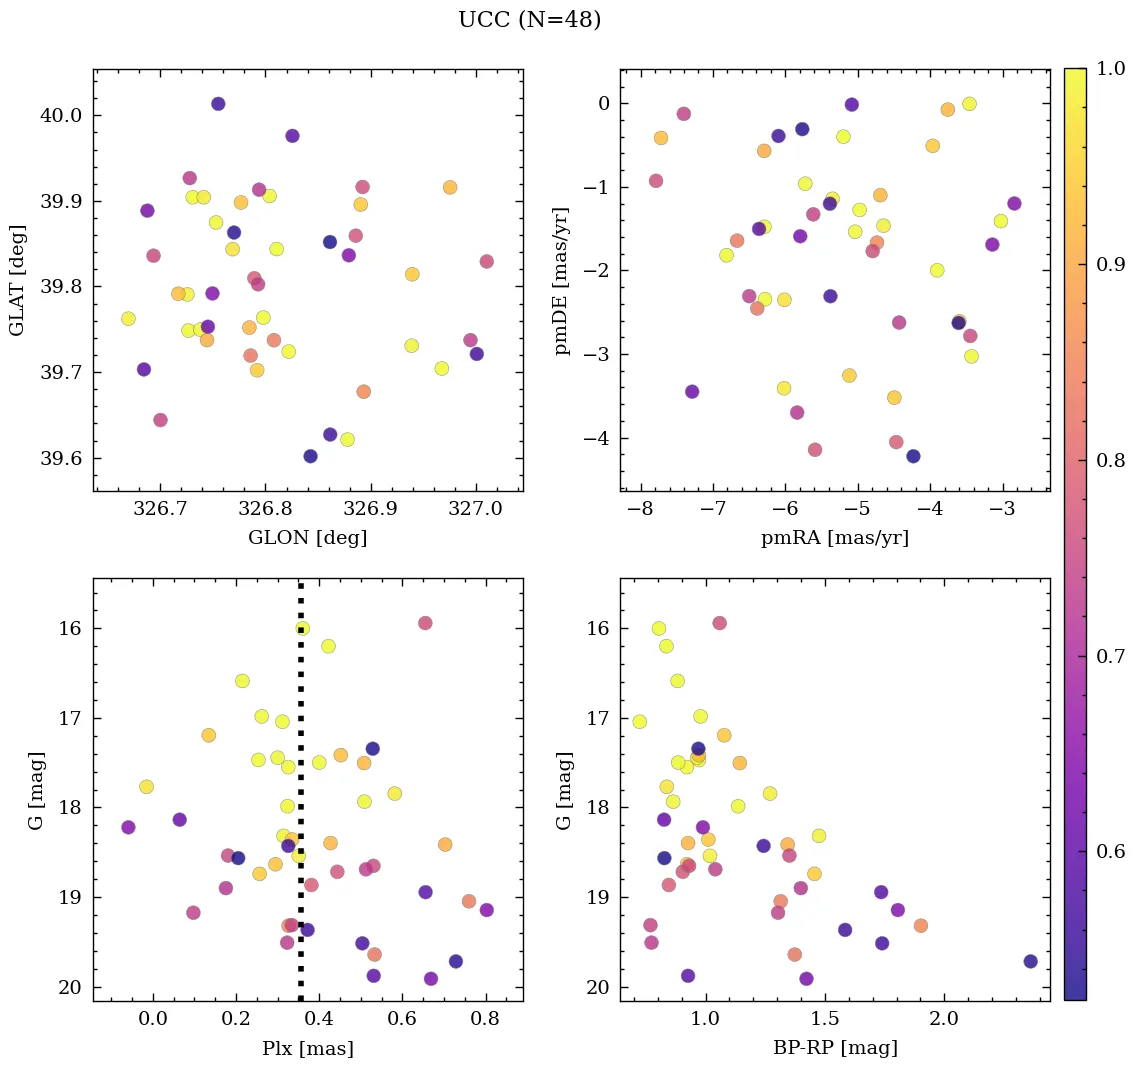 UCC (N=48)
40.0
39.9
39.8
39.7
39.6
GLAT [deg]
326.7 326.8 326.9 327.0
GLON [deg]
0
−1
−2
−3
−4
pmDE [mas/yr]
−8 −7 −6 −5 −4 −3
pmRA [mas/yr]
16
17
18
19
20
G [mag]
0.0 0.2 0.4 0.6 0.8
Plx [mas]
16
17
18
19
20
G [mag]
1.0 1.5 2.0
BP-RP [mag]
1.0
0.9
0.8
0.7
0.6